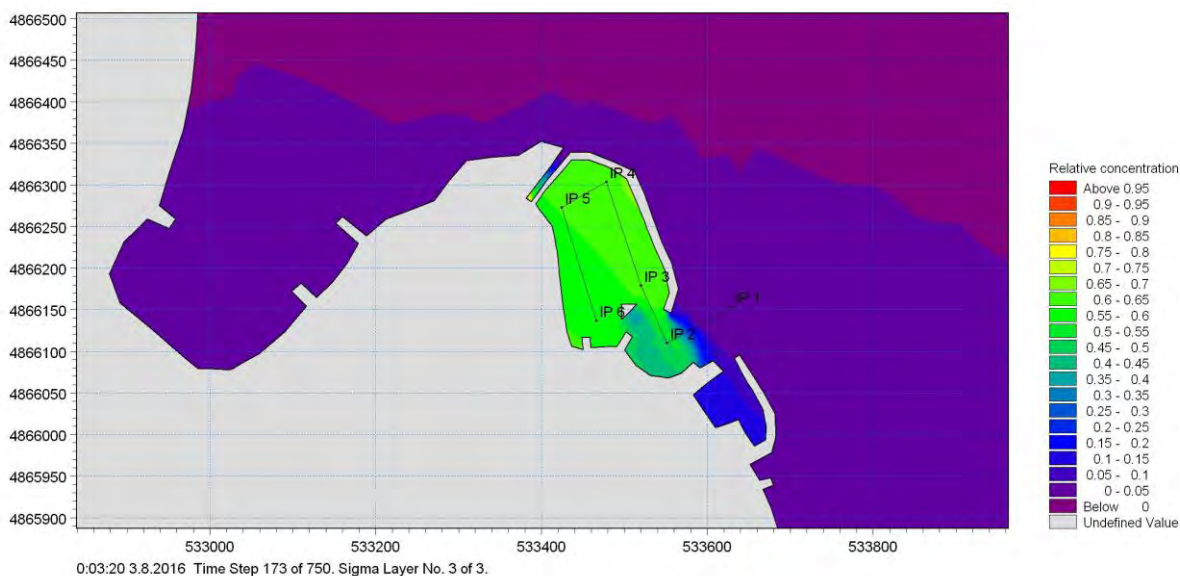 4866500
4866450
4866400
4866350
4866300
4866250
4866200
4866150
4866100
4866050
4866000
4865950
4865900
533000
533200
533400
533600
533800
IP 4
IP 5
IP 3
IP 1
IP 6
IP 2
Relative concentration
Above 0.95
0.9 - 0.95
0.85 - 0.9
0.8 - 0.85
0.75 - 0.8
0.7 - 0.75
0.65 - 0.7
0.6 - 0.65
0.55 - 0.6
0.5 - 0.55
0.45 - 0.5
0.4 - 0.45
0.35 - 0.4
0.3 - 0.35
0.25 - 0.3
0.2 - 0.25
0.15 - 0.2
0.1 - 0.15
0.05 - 0.1
0 - 0.05
Below 0
Undefined Value
0:03:20 3.8.2016 Time Step 173 of 750. Sigma Layer No. 3 of 3.